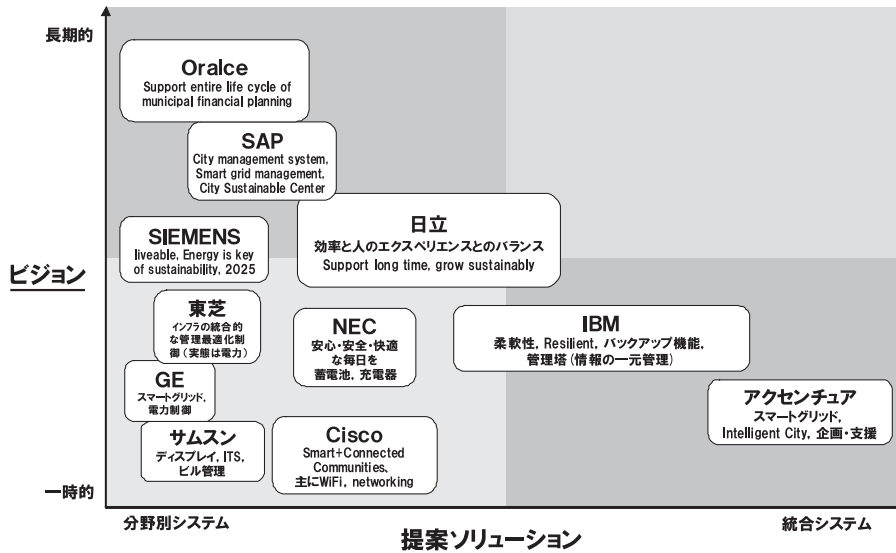 長期的
Oralce
Support entire life cycle of
municipal financial planning
SAP
City management system,
Smart grid management,
City Sustainable Center
日立
効率と人のエクスペリエンスとのバランス
Support long time, grow sustainably
SIEMENS
liveable, Energy is key
of sustainability, 2025
ビジョン
東芝
インフラの統合的
な管理最適化制
御（実態は電力）
NEC
安心・安全・快適
な毎日を
蓄電池，充電器
IBM
柔軟性，Resilient，バックアップ機能，
管理塔（情報の一元管理）
GE
スマートグリッド，
電力制御
アクセンチュア
スマートグリッド，
Intelligent City，企画・支援
サムスン
ディスプレイ，ITS，
ビル管理
Cisco
Smart+Connected
Communities、
主にWiFi，networking
一時的
分野別システム
提案ソリューション
統合システム